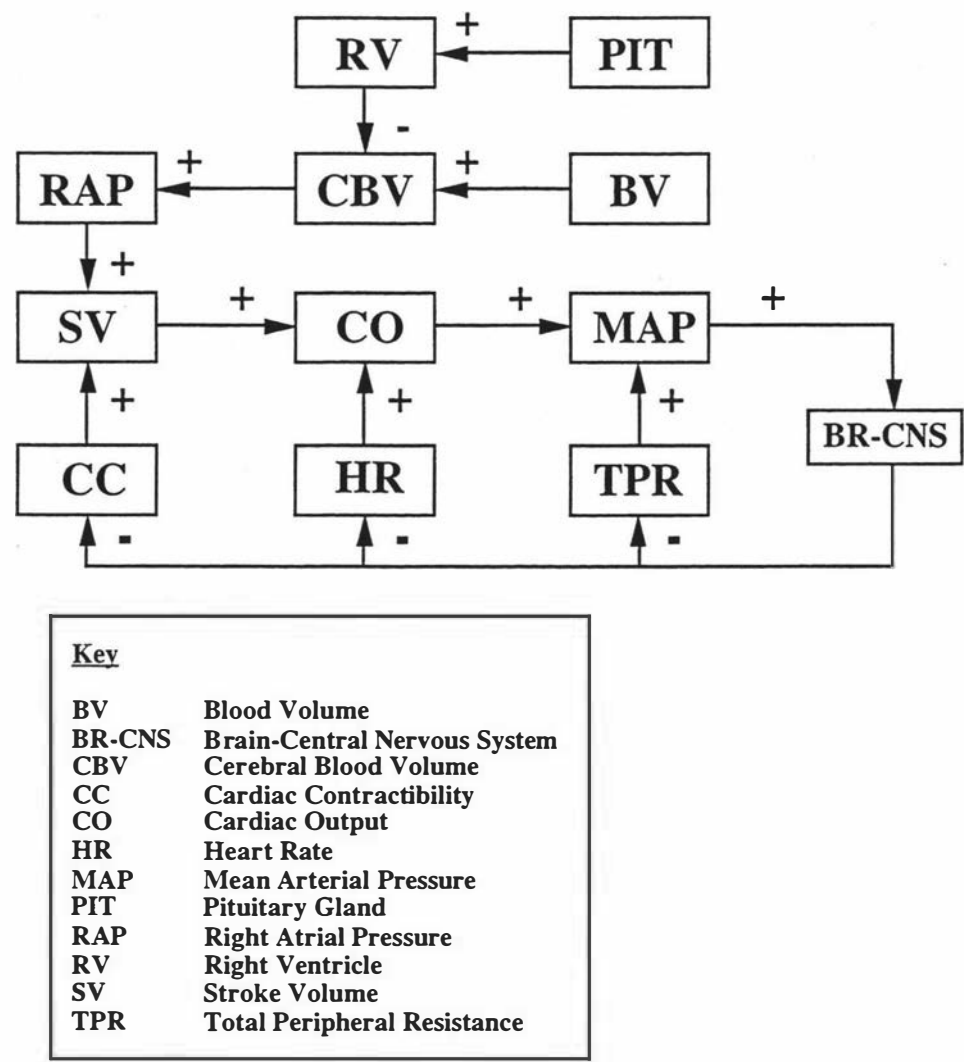 +
RV PIT
-
+ +
RAP CBV BV
+
+ + +
SV CO MAP
+ + +
BR-CNS
CC HR TPR
- - -
Key
BV Blood Volume
BR-CNS Brain-Central Nervous System
CBV Cerebral Blood Volume
CC Cardiac Contractibility
CO Cardiac Output
HR Heart Rate
MAP Mean Arterial Pressure
PIT Pituitary Gland
RAP Right Atrial Pressure
RV Right Ventricle
SV Stroke Volume
TPR Total Peripheral Resistance